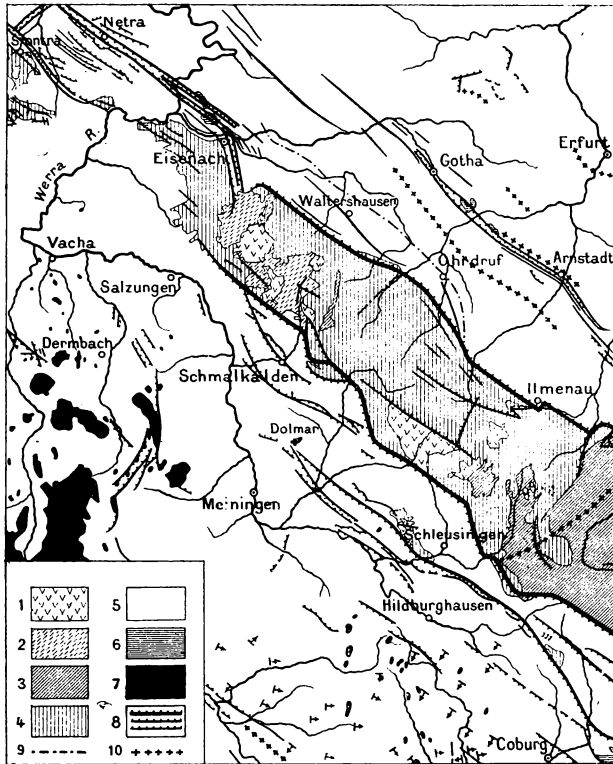 Netra
Sontra
Erfurt
Eisenach
Gotha
Werra R.
Waltershausen
Vacha
Ohrdruf
Arnstadt
Salzungen
Dermbach
Schmalkalden
Ilmenau
Dolmar
Meiningen
Schleusingen
Hildburghausen
Coburg
1 5
2 6
3 7
4 8
9 10